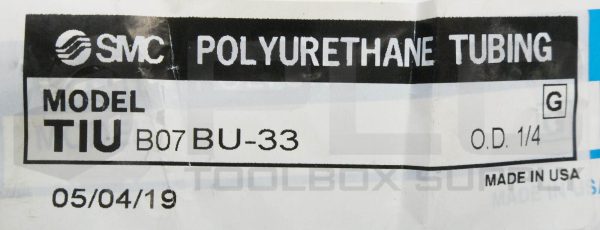 SMC POLYURETHANE TUBING
MODEL
G
TIU B07 BU-33 O.D. 1/4
MADE IN USA
05/04/19